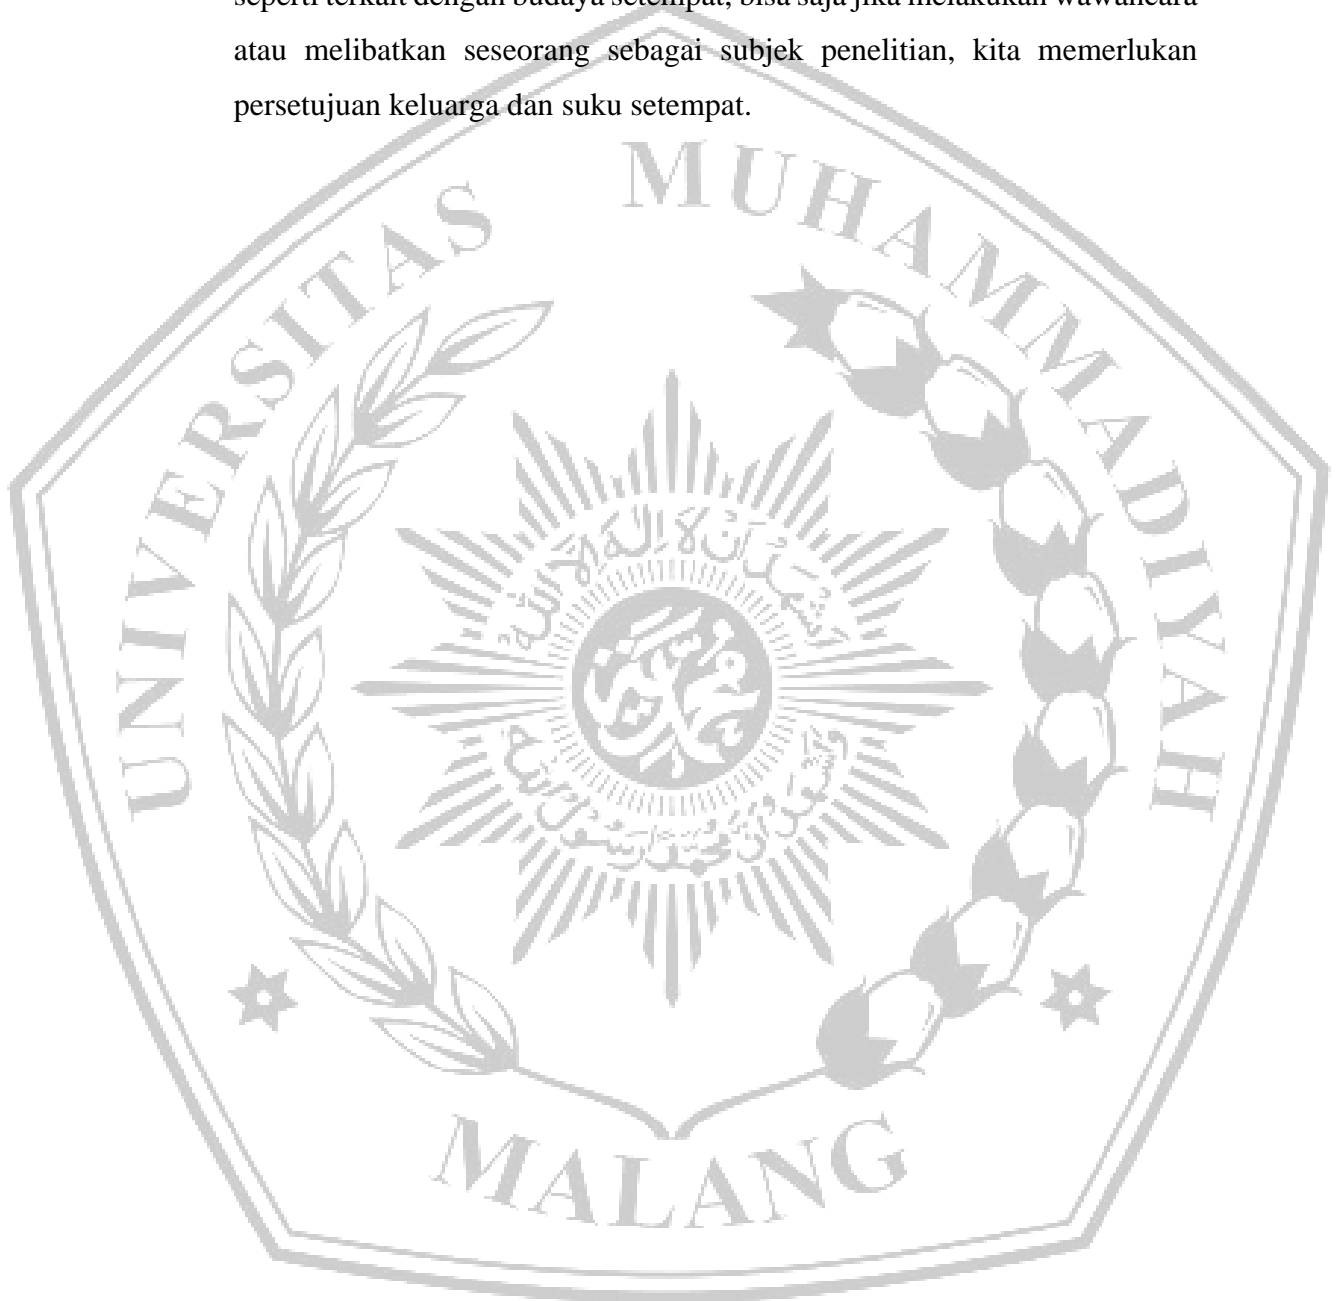 seperti terkait dengan budaya setempat, bisa saja jika melakukan wawancara
atau melibatkan seseorang sebagai subjek penelitian, kita memerlukan
persetujuan keluarga dan suku setempat.
UNIVERSITAS MUHAMMADIYAH
MALANG